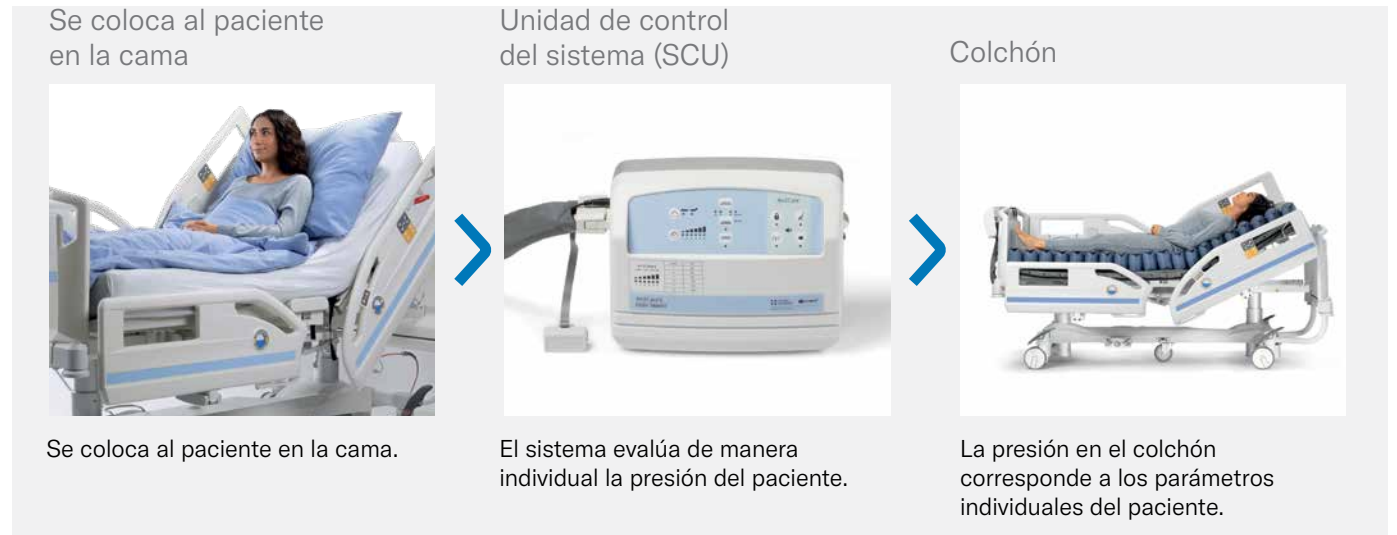 Se coloca al paciente
en la cama
Unidad de control
del sistema (SCU)
Colchón
Se coloca al paciente en la cama.
El sistema evalúa de manera
individual la presión del paciente.
La presión en el colchón
corresponde a los parámetros
individuales del paciente.